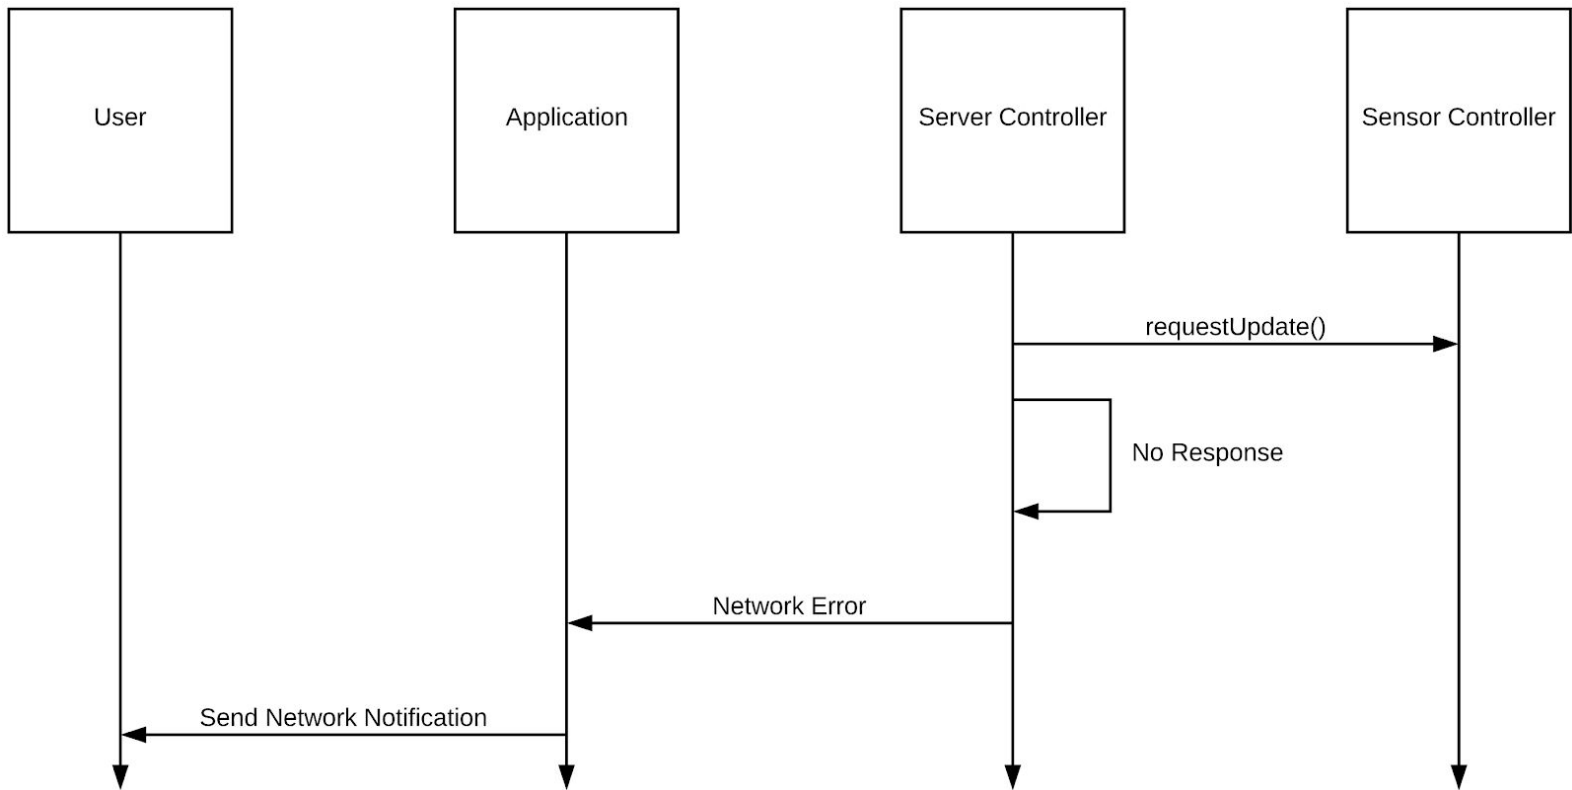 User
Application
Server Controller
Sensor Controller
requestUpdate()
No Response
Network Error
Send Network Notification